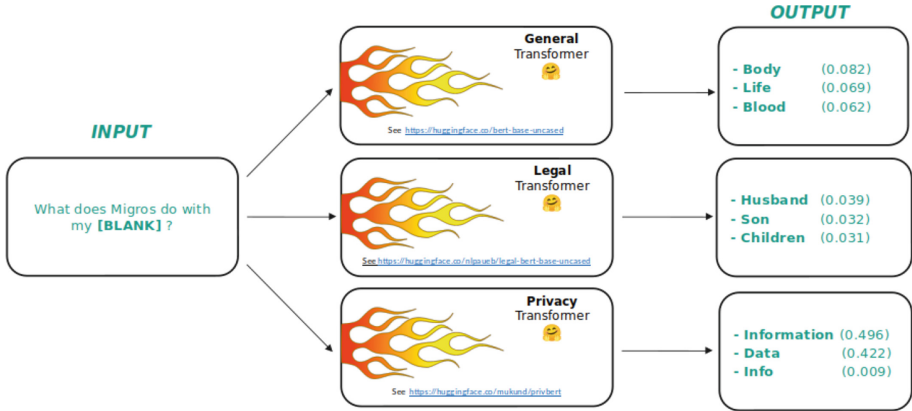 INPUT
What does Migros do with
my [BLANK] ?
General
Transformer
See https://huggingface.co/bert-base-uncased
Legal
Transformer
See https://huggingface.co/nlpaueb/legal-bert-base-uncased
Privacy
Transformer
See https://huggingface.co/mukund/privbert
OUTPUT
- Body (0.082)
- Life (0.069)
- Blood (0.062)
- Husband (0.039)
- Son (0.032)
- Children (0.031)
- Information (0.496)
- Data (0.422)
- Info (0.009)